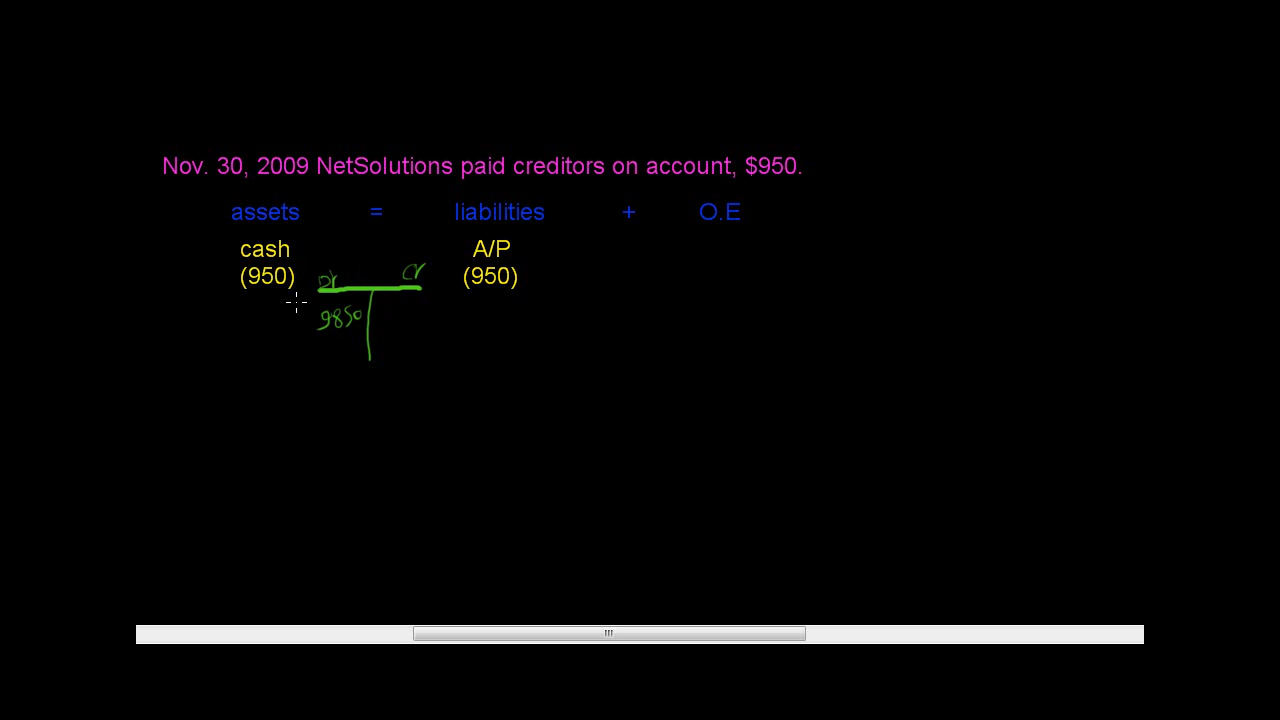 Nov. 30, 2009 NetSolutions paid creditors on account, $950.
assets = liabilities + O.E
cash A/P
(950) (950)
Dr Cr
9850